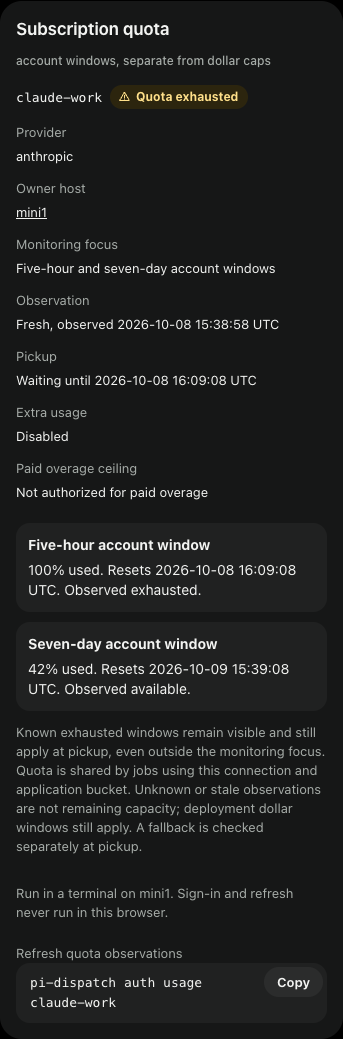 Subscription quota
account windows, separate from dollar caps
claude-work ⚠ Quota exhausted
Provider
anthropic
Owner host
mini1
Monitoring focus
Five-hour and seven-day account windows
Observation
Fresh, observed 2026-10-08 15:38:58 UTC
Pickup
Waiting until 2026-10-08 16:09:08 UTC
Extra usage
Disabled
Paid overage ceiling
Not authorized for paid overage
Five-hour account window
100% used. Resets 2026-10-08 16:09:08
UTC. Observed exhausted.
Seven-day account window
42% used. Resets 2026-10-09 15:39:08
UTC. Observed available.
Known exhausted windows remain visible and still
apply at pickup, even outside the monitoring focus.
Quota is shared by jobs using this connection and
application bucket. Unknown or stale observations
are not remaining capacity; deployment dollar
windows still apply. A fallback is checked
separately at pickup.
Run in a terminal on mini1. Sign-in and refresh
never run in this browser.
Refresh quota observations
pi-dispatch auth usage
claude-work
Copy